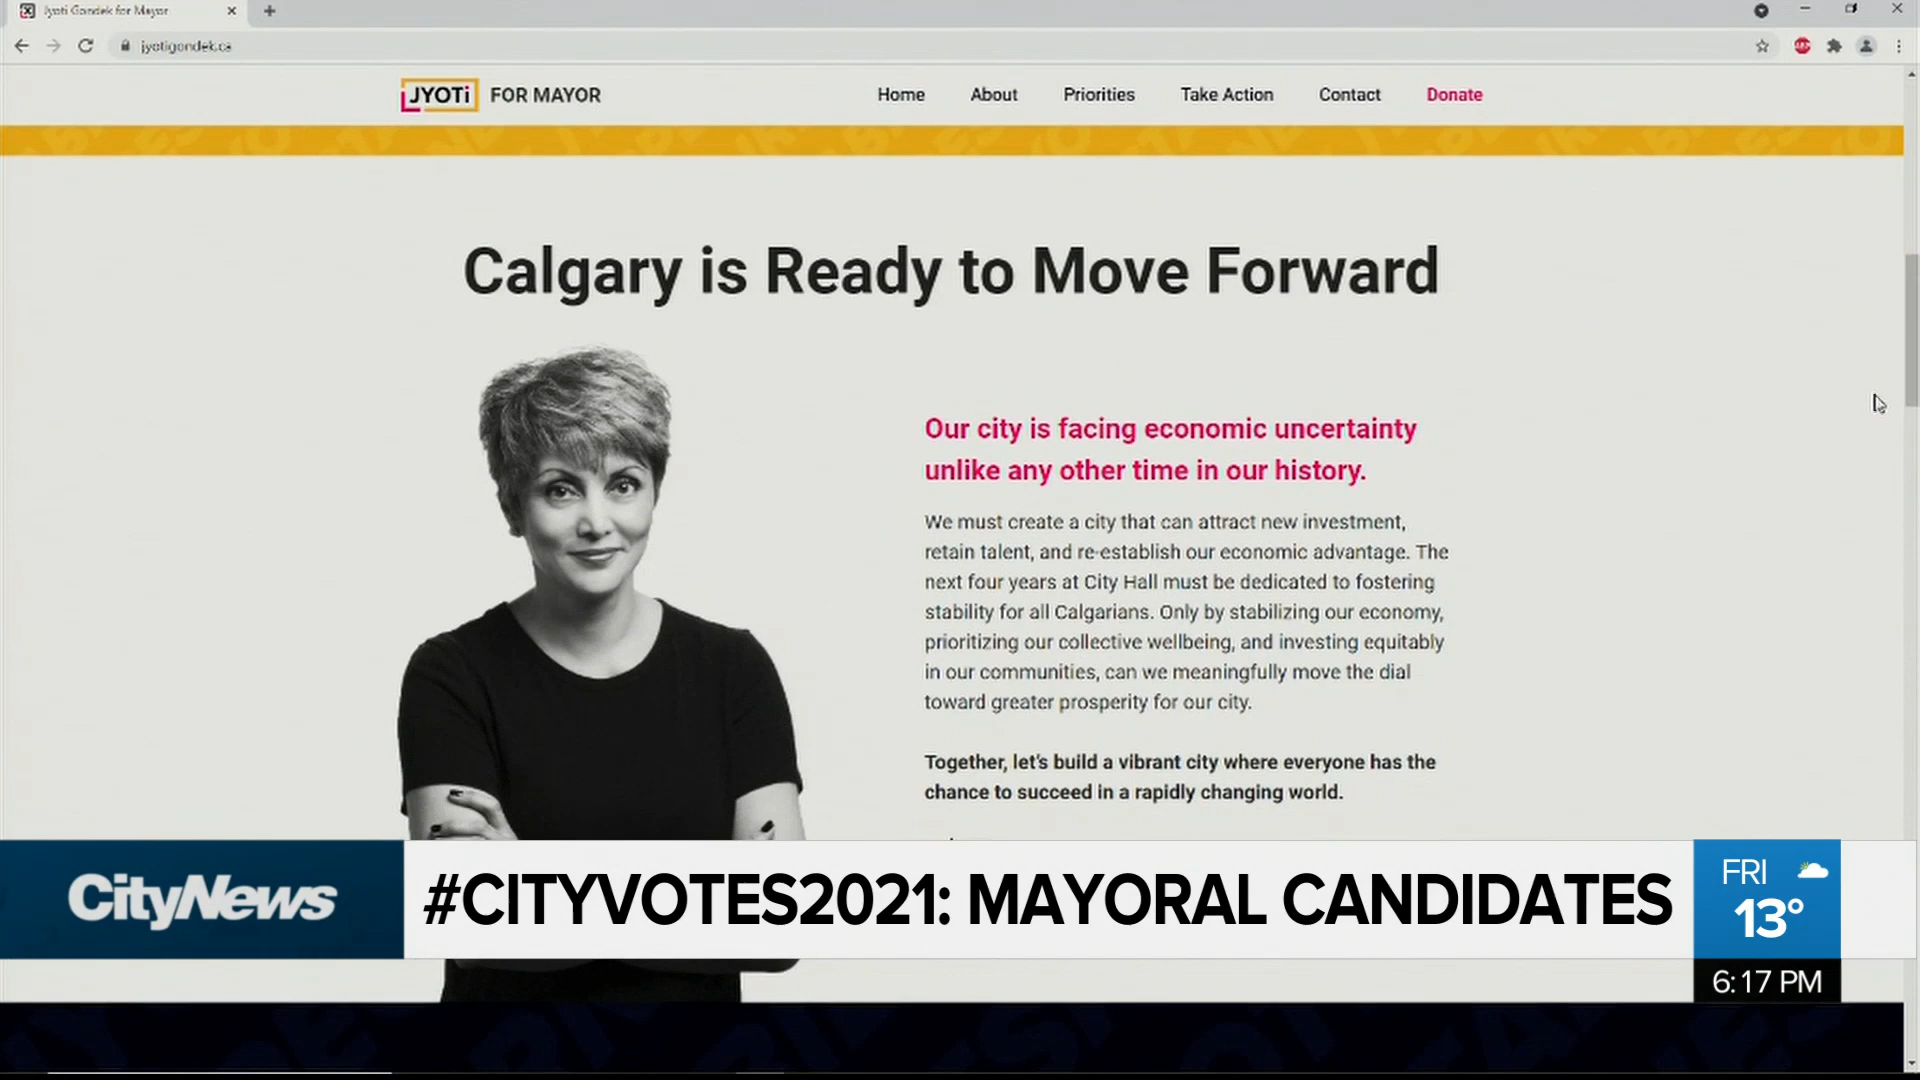 Jyoti Gondek for Mayor
jyotigondek.ca
JYOTi FOR MAYOR
Home About Priorities Take Action Contact Donate
Calgary is Ready to Move Forward
Our city is facing economic uncertainty
unlike any other time in our history.
We must create a city that can attract new investment,
retain talent, and re-establish our economic advantage. The
next four years at City Hall must be dedicated to fostering
stability for all Calgarians. Only by stabilizing our economy,
prioritizing our collective wellbeing, and investing equitably
in our communities, can we meaningfully move the dial
toward greater prosperity for our city.
Together, let's build a vibrant city where everyone has the
chance to succeed in a rapidly changing world.
CityNews
#CITYVOTES2021: MAYORAL CANDIDATES
FRI
13°
6:17 PM